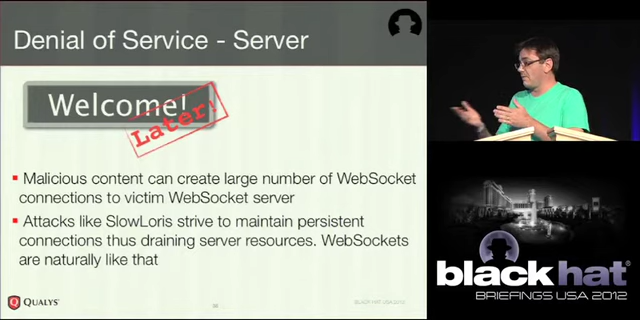 Denial of Service - Server
Welcome!
Later!
▪ Malicious content can create large number of WebSocket
connections to victim WebSocket server
▪ Attacks like SlowLoris strive to maintain persistent
connections thus draining server resources. WebSockets
are naturally like that
QUALYS
BLACK HAT USA 2012
black hat
BRIEFINGS USA 2012